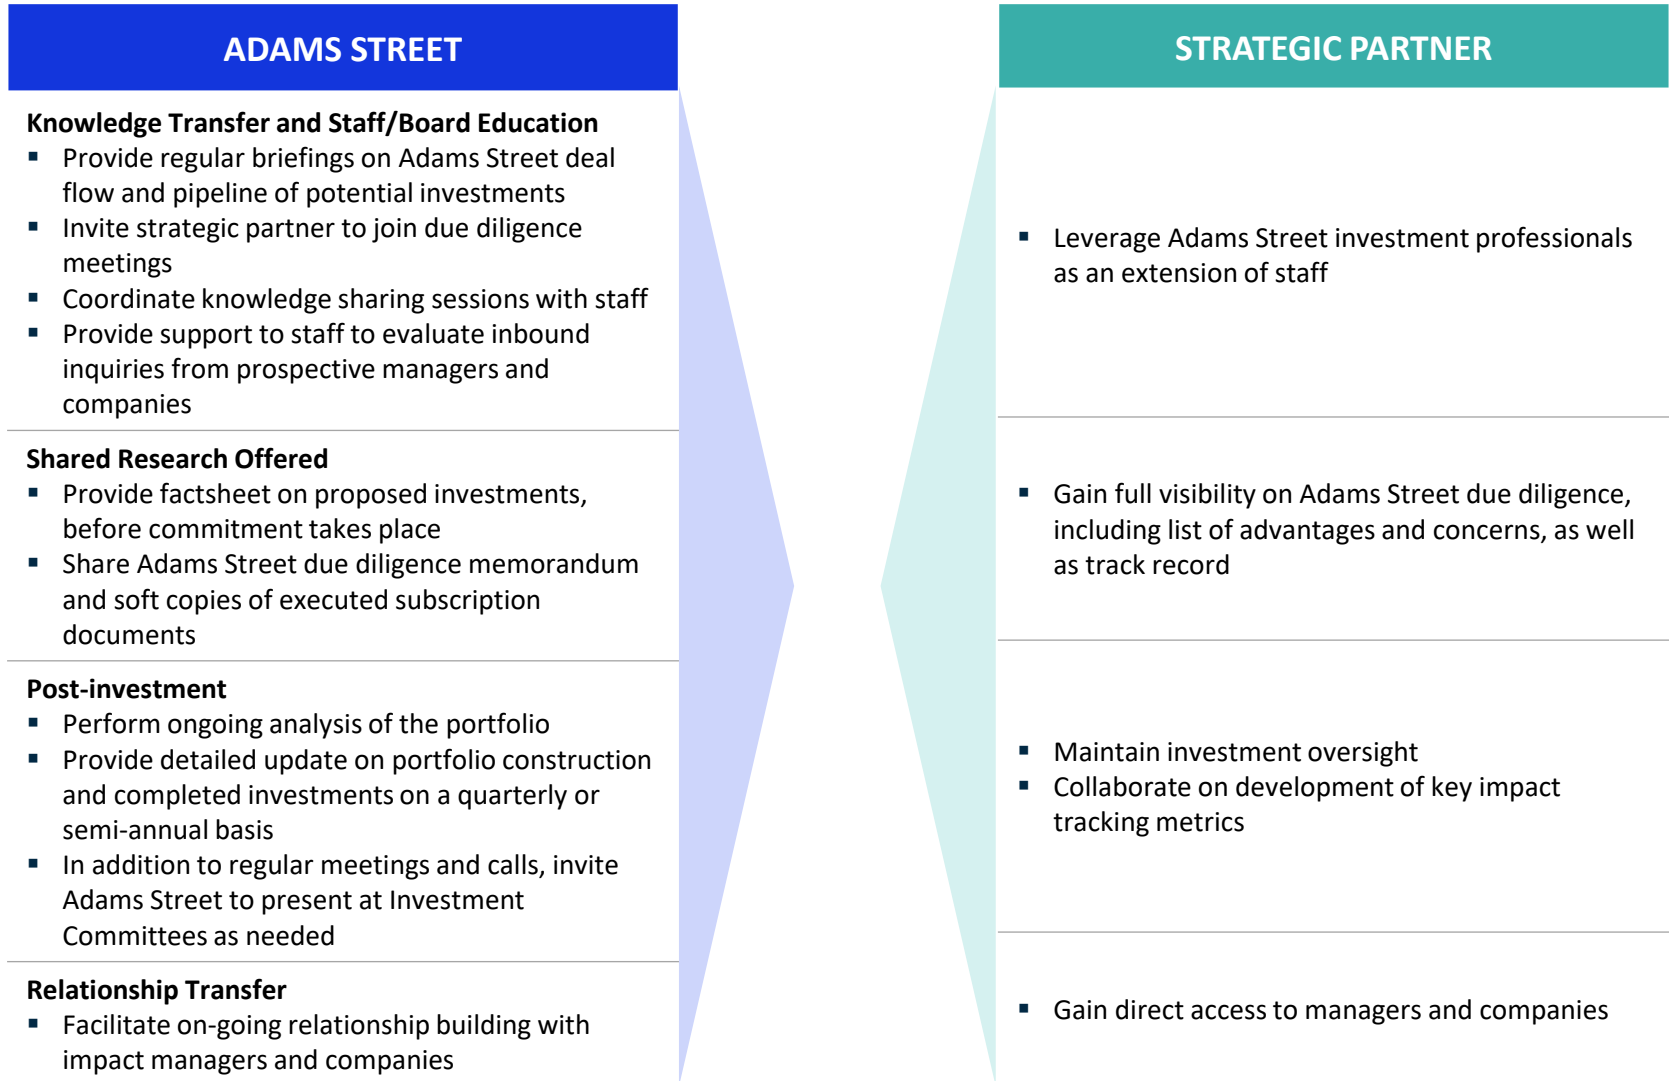 ADAMS STREET
Knowledge Transfer and Staff/Board Education
▪ Provide regular briefings on Adams Street deal
flow and pipeline of potential investments
▪ Invite strategic partner to join due diligence
meetings
▪ Coordinate knowledge sharing sessions with staff
▪ Provide support to staff to evaluate inbound
inquiries from prospective managers and
companies
Shared Research Offered
▪ Provide factsheet on proposed investments,
before commitment takes place
▪ Share Adams Street due diligence memorandum
and soft copies of executed subscription
documents
Post-investment
▪ Perform ongoing analysis of the portfolio
▪ Provide detailed update on portfolio construction
and completed investments on a quarterly or
semi-annual basis
▪ In addition to regular meetings and calls, invite
Adams Street to present at Investment
Committees as needed
Relationship Transfer
▪ Facilitate on-going relationship building with
impact managers and companies
STRATEGIC PARTNER
▪ Leverage Adams Street investment professionals
as an extension of staff
▪ Gain full visibility on Adams Street due diligence,
including list of advantages and concerns, as well
as track record
▪ Maintain investment oversight
▪ Collaborate on development of key impact
tracking metrics
▪ Gain direct access to managers and companies